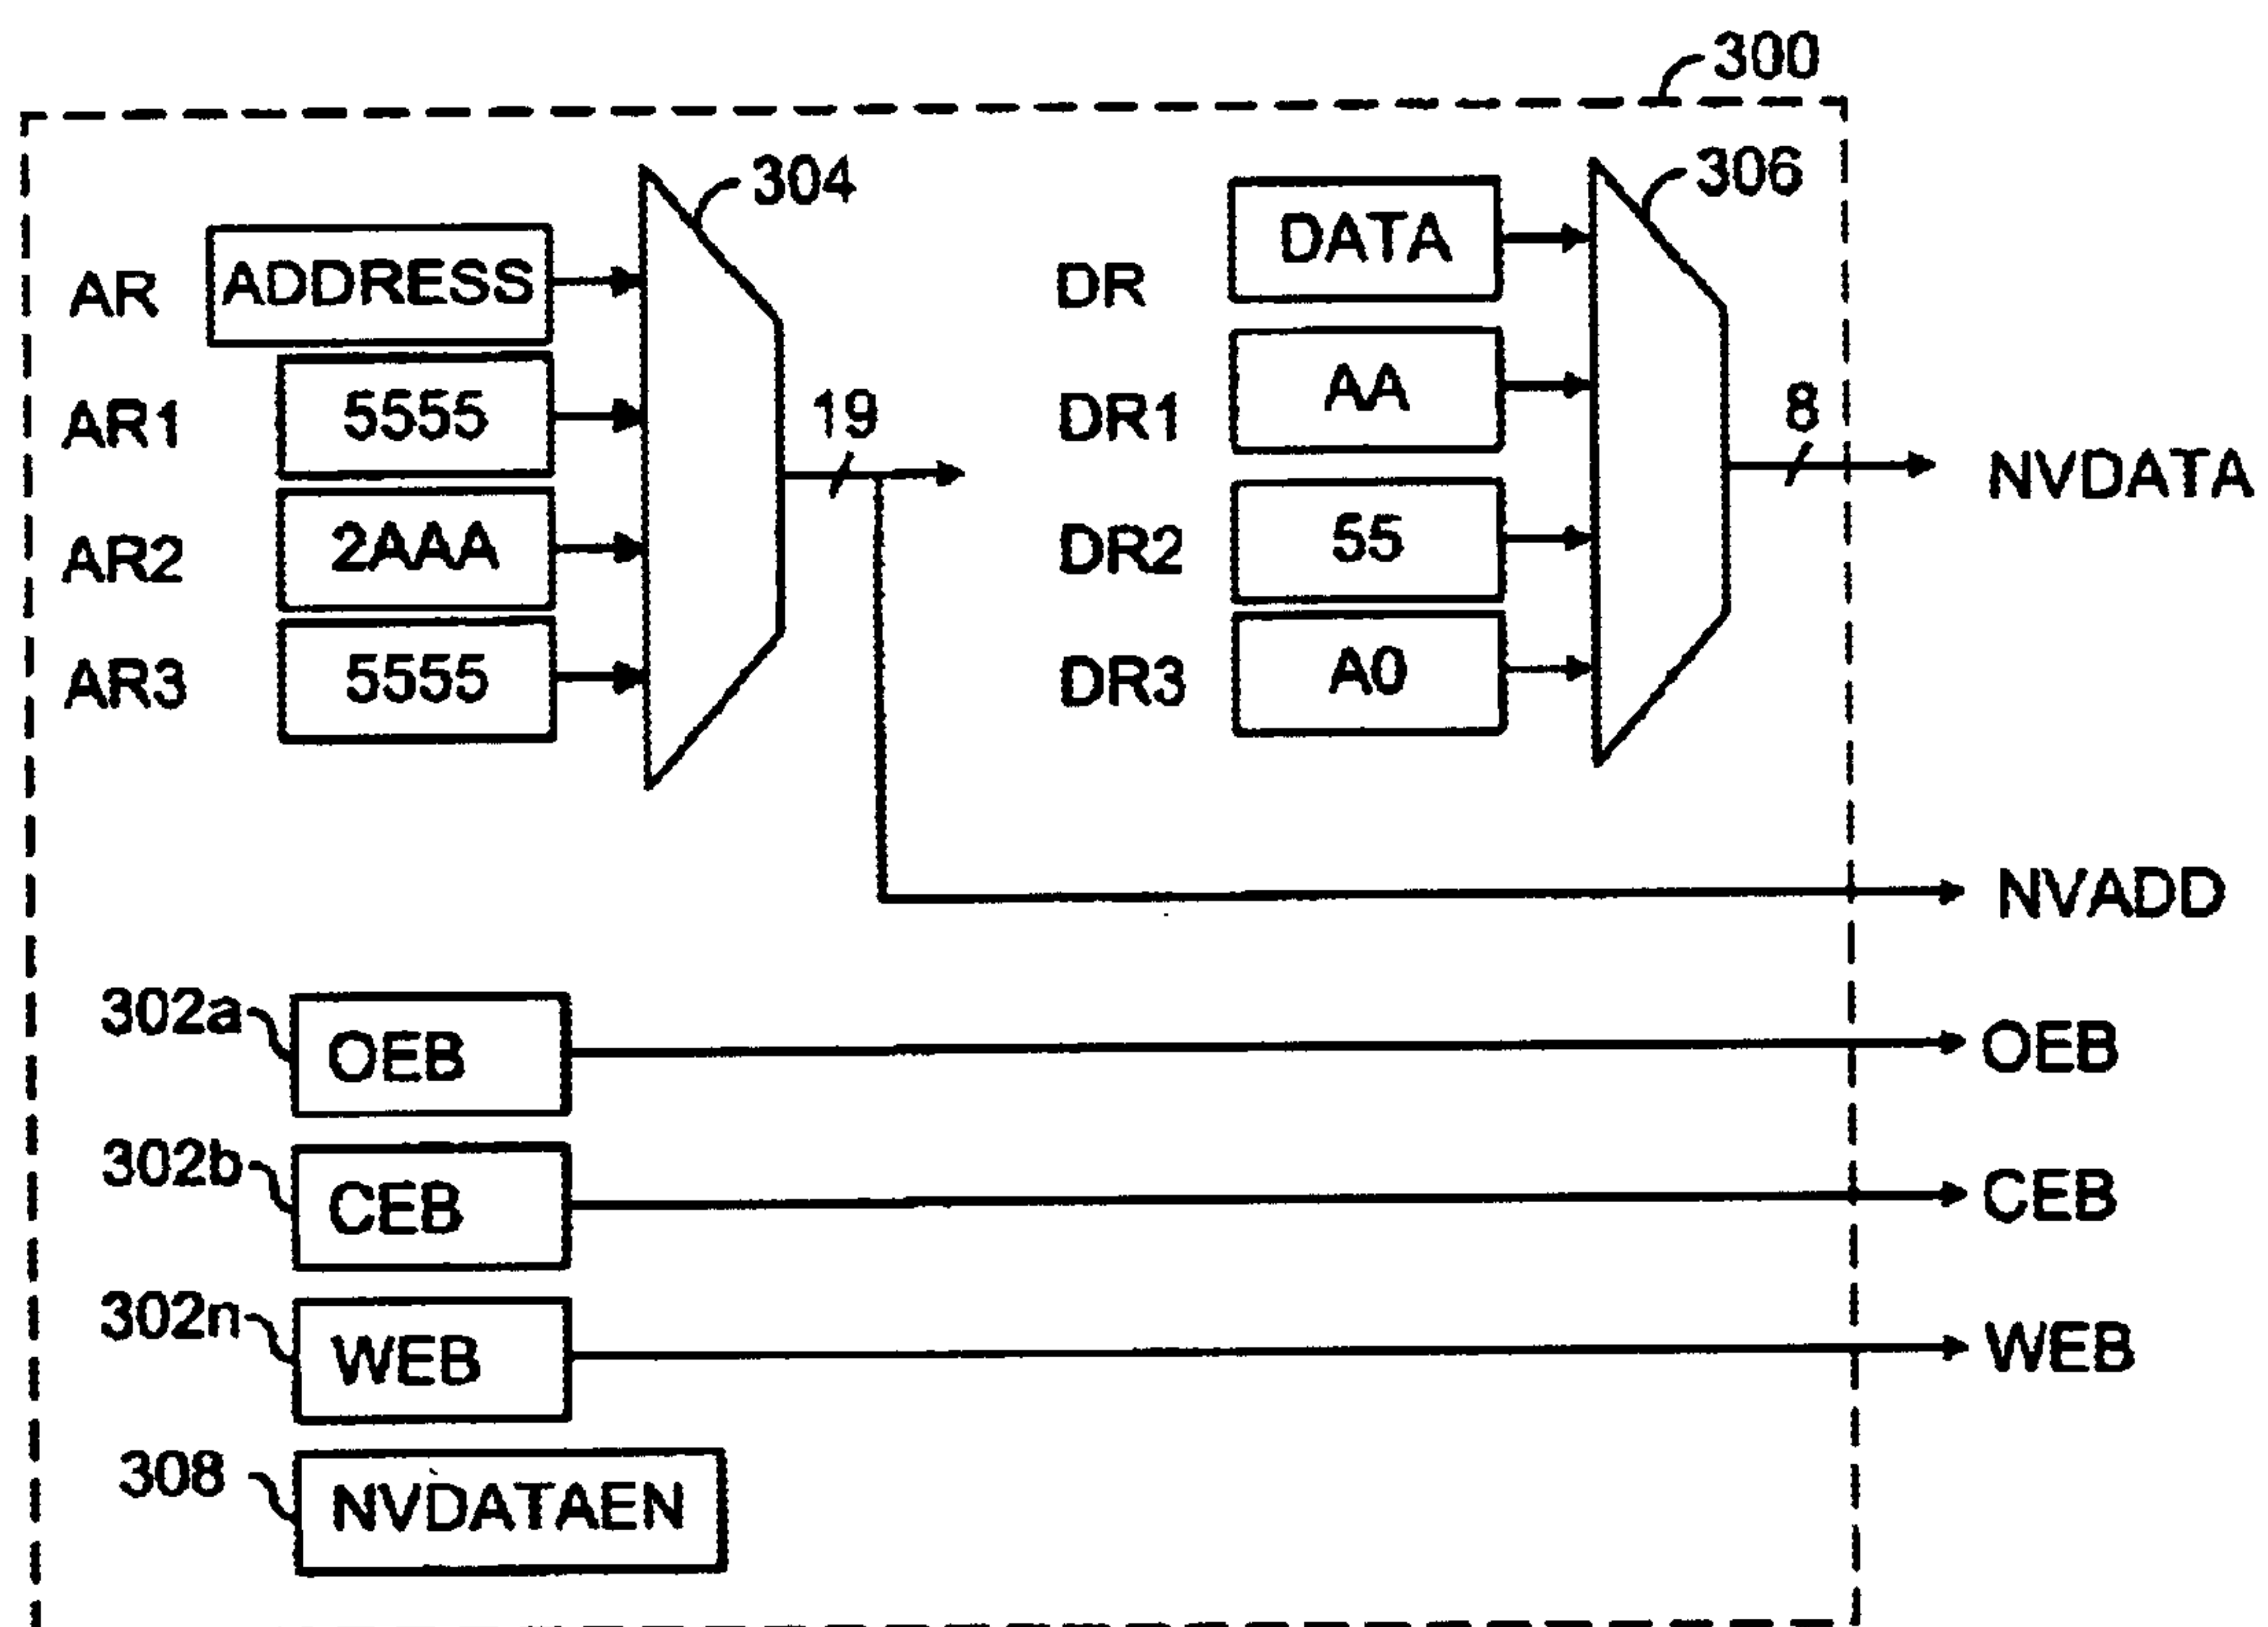 300
304
306
AR ADDRESS
DR DATA
AR1 5555
19
DR1 AA
8
NVDATA
AR2 2AAA
DR2 55
AR3 5555
DR3 A0
NVADD
302a OEB OEB
302b CEB CEB
302n WEB WEB
308 NVDATAEN